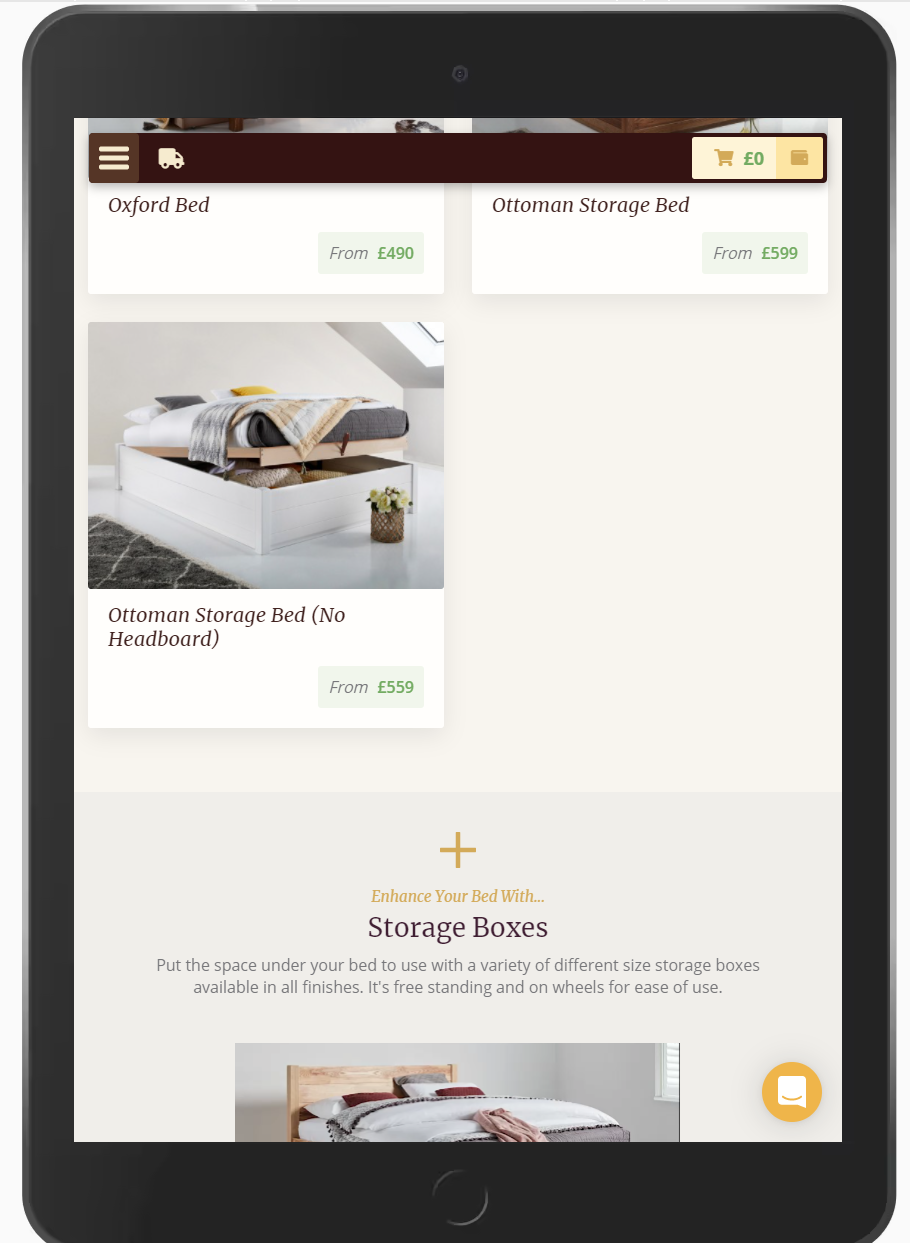 £0
Oxford Bed
Ottoman Storage Bed
From £490
From £599
Ottoman Storage Bed (No
Headboard)
From £559
Enhance Your Bed With...
Storage Boxes
Put the space under your bed to use with a variety of different size storage boxes
available in all finishes. It's free standing and on wheels for ease of use.